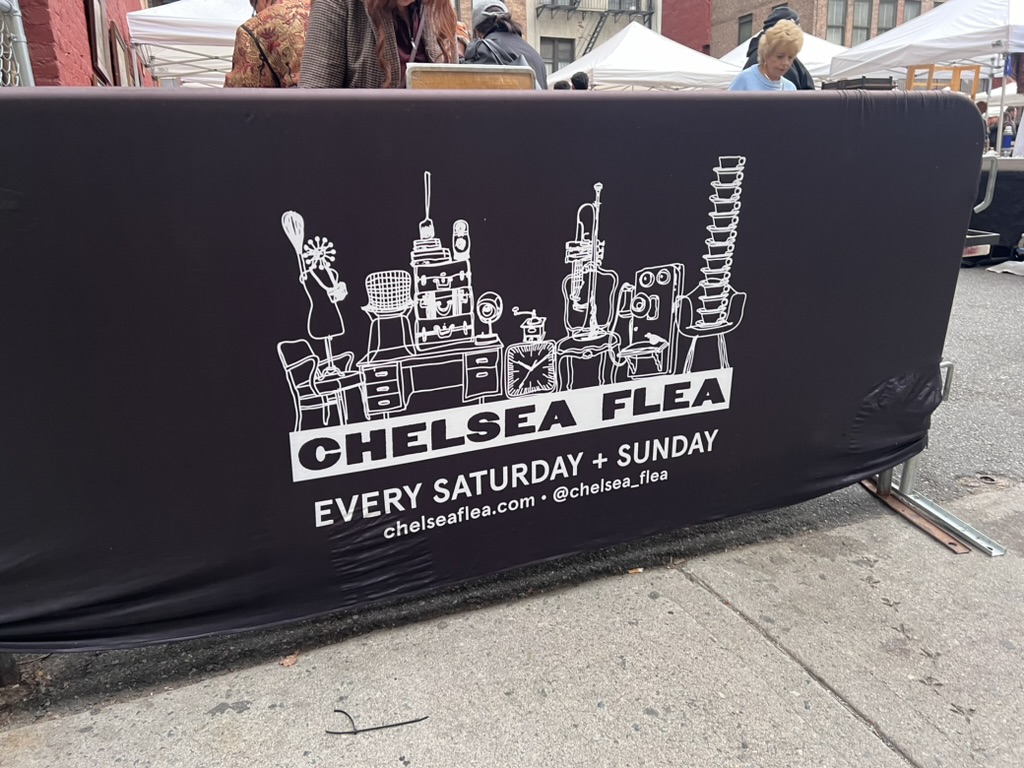 CHELSEA FLEA
EVERY SATURDAY + SUNDAY
chelseaflea.com • @chelsea_flea